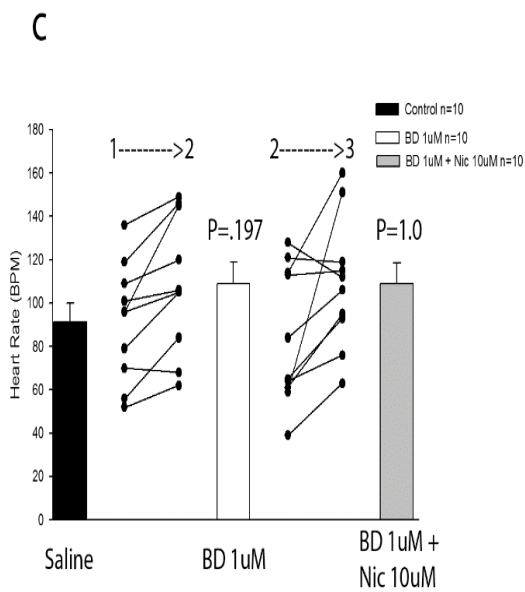 C
Control n=10
BD 1uM n=10
BD 1uM + Nic 10uM n=10
1---------->2
2---------->3
P=.197
P=1.0
Heart Rate (BPM)
180
160
140
120
100
80
60
40
20
0
Saline
BD 1uM
BD 1uM +
Nic 10uM